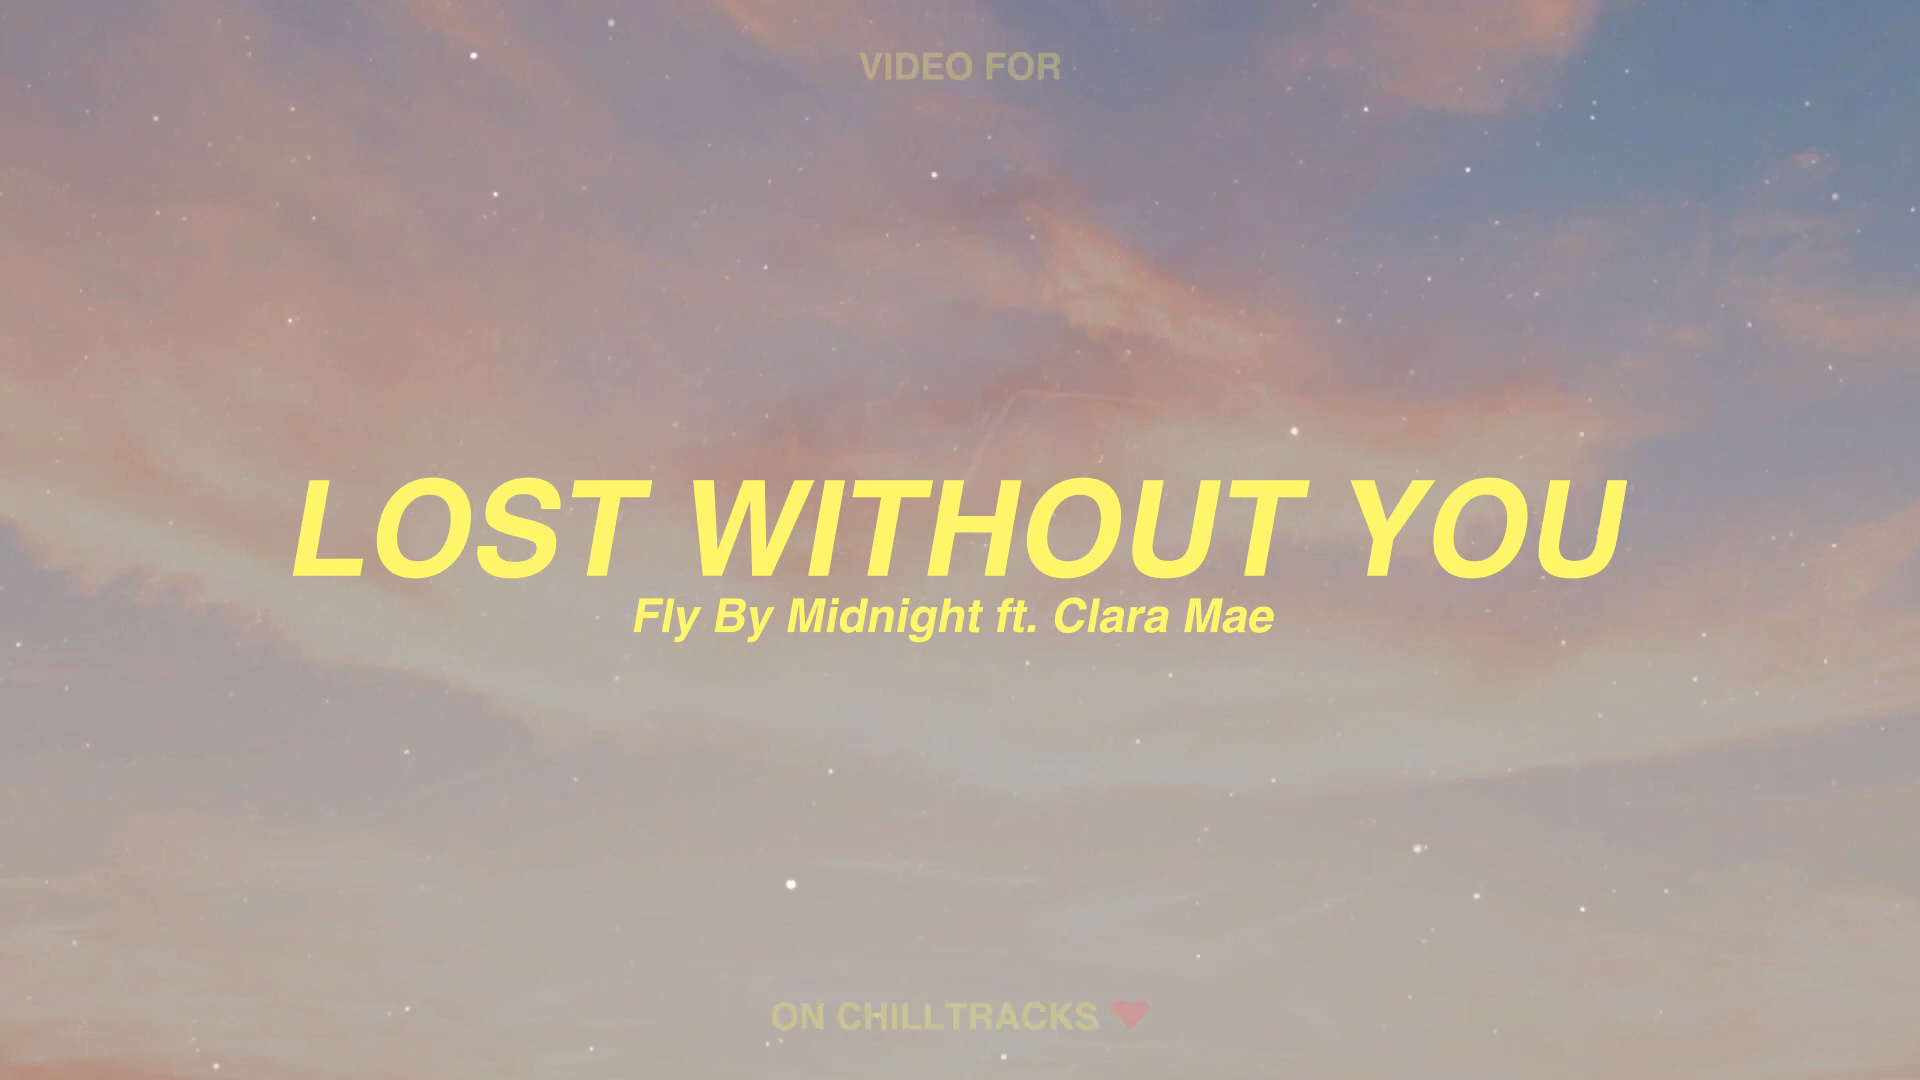 VIDEO FOR
LOST WITHOUT YOU
Fly By Midnight ft. Clara Mae
ON CHILLTRACKS ❤